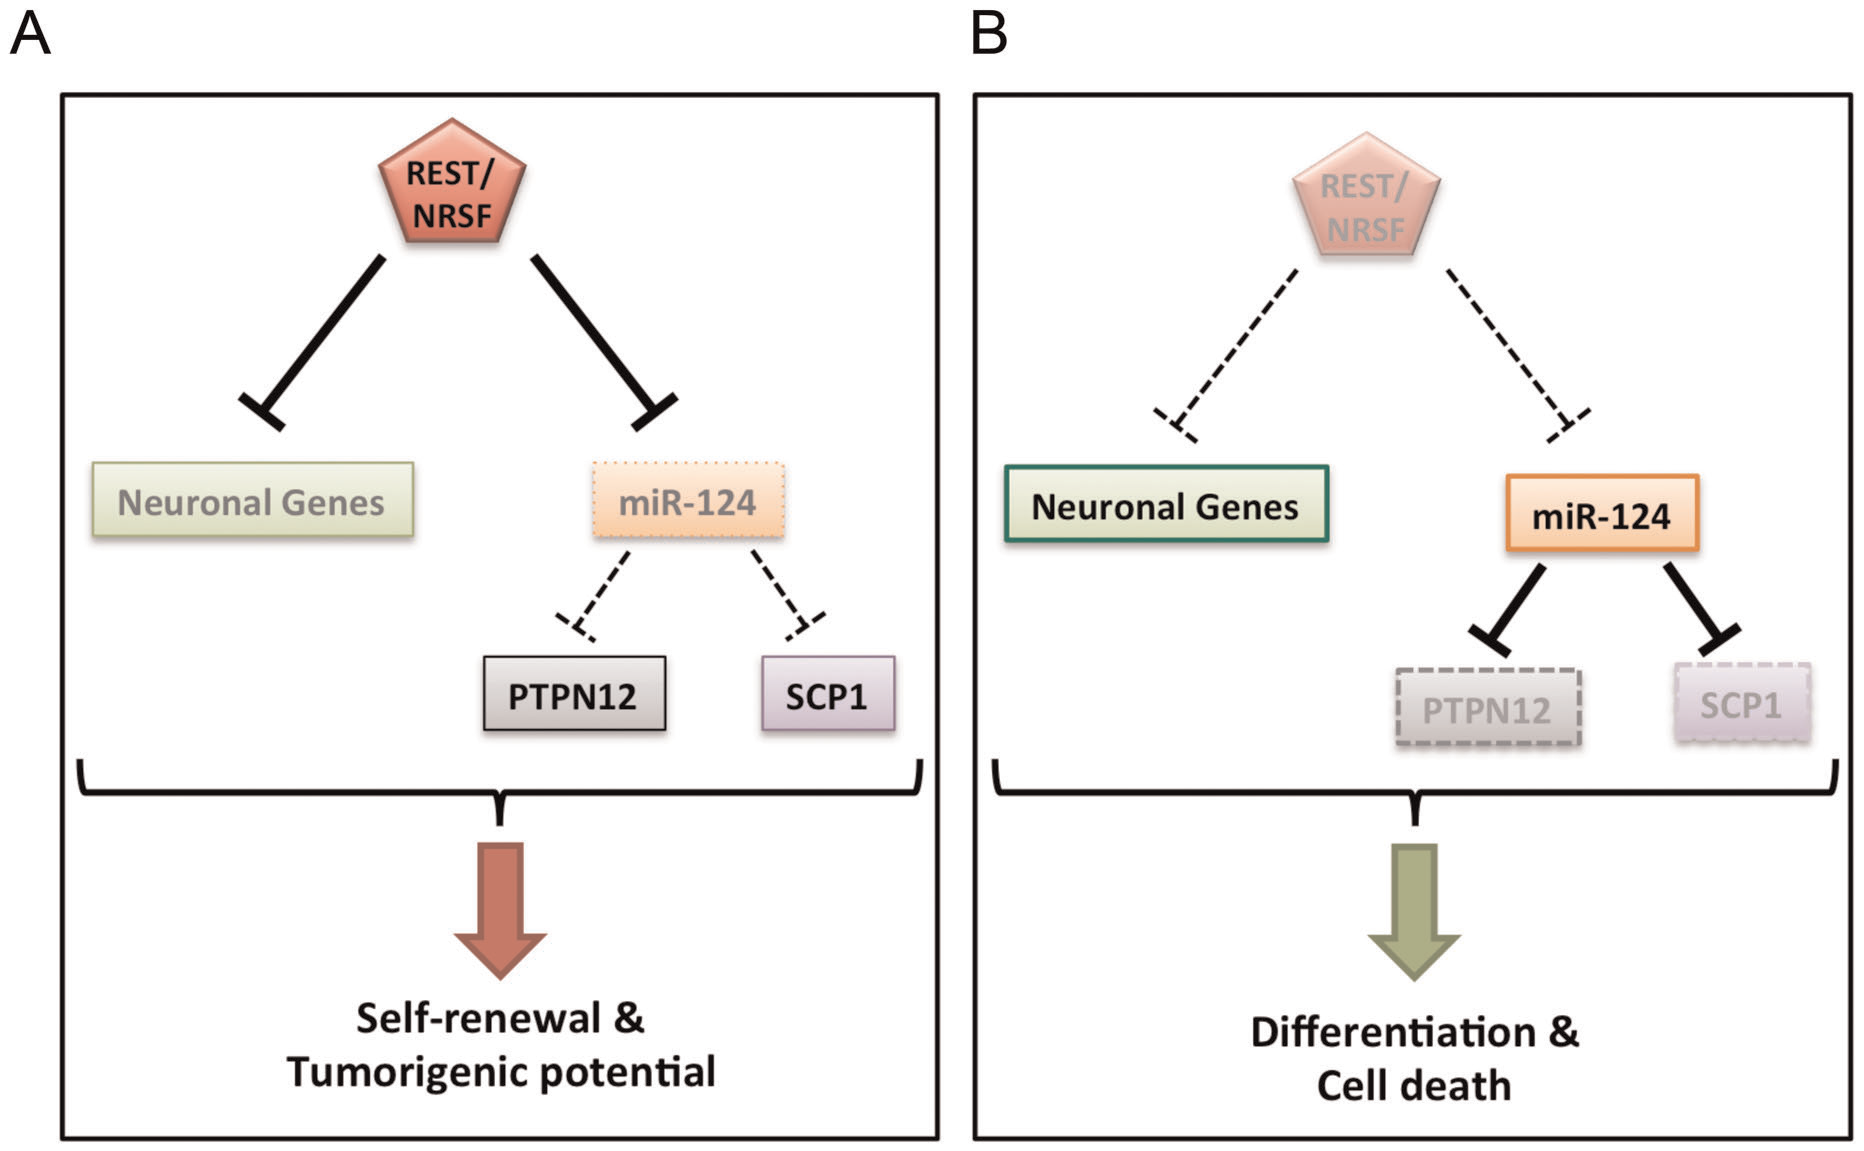 A
REST/
NRSF
Neuronal Genes
miR-124
PTPN12
SCP1
Self-renewal &
Tumorigenic potential
B
REST/
NRSF
Neuronal Genes
miR-124
PTPN12
SCP1
Differentiation &
Cell death